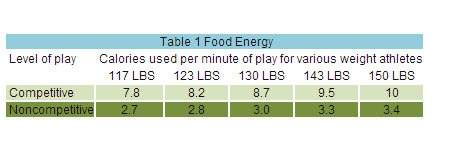 Table 1 Food Energy
Level of play Calories used per minute of play for various weight athletes
117 LBS 123 LBS 130 LBS 143 LBS 150 LBS
Competitive 7.8 8.2 8.7 9.5 10
Noncompetitive 2.7 2.8 3.0 3.3 3.4